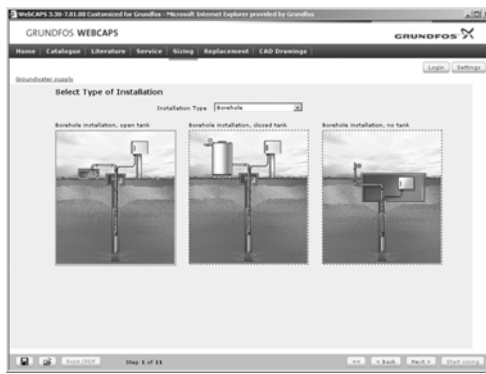 WebCAPS 3.30-7.01.08 Customized for Grundfos - Microsoft Internet Explorer provided by Grundfos
GRUNDFOS WEBCAPS
GRUNDFOS
Home Catalogue Literature Service Sizing Replacement CAD Drawings
Login Settings
Groundwater supply
Select Type of Installation
Installation Type Borehole
Borehole installation, open tank Borehole installation, closed tank Borehole installation, no tank
Print /PDF Step 1 of 11 << < Back Next > Start sizing